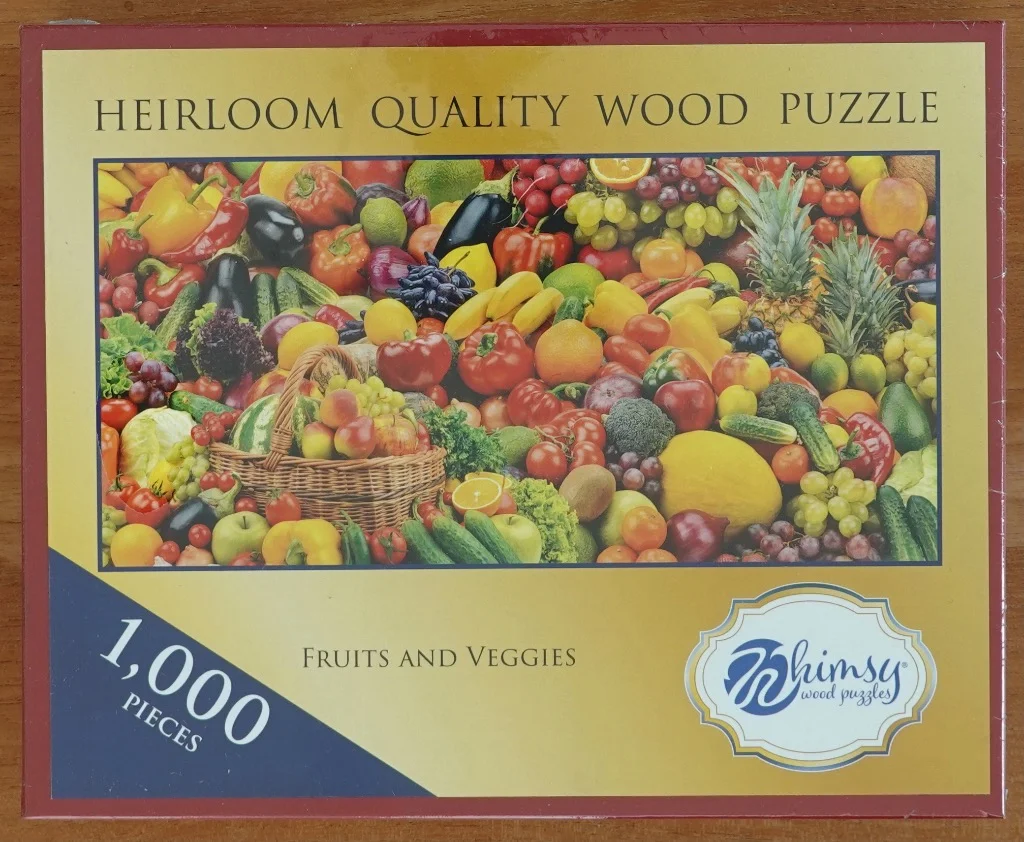 HEIRLOOM QUALITY WOOD PUZZLE
1,000
PIECES
FRUITS AND VEGGIES
Whimsy®
wood puzzles